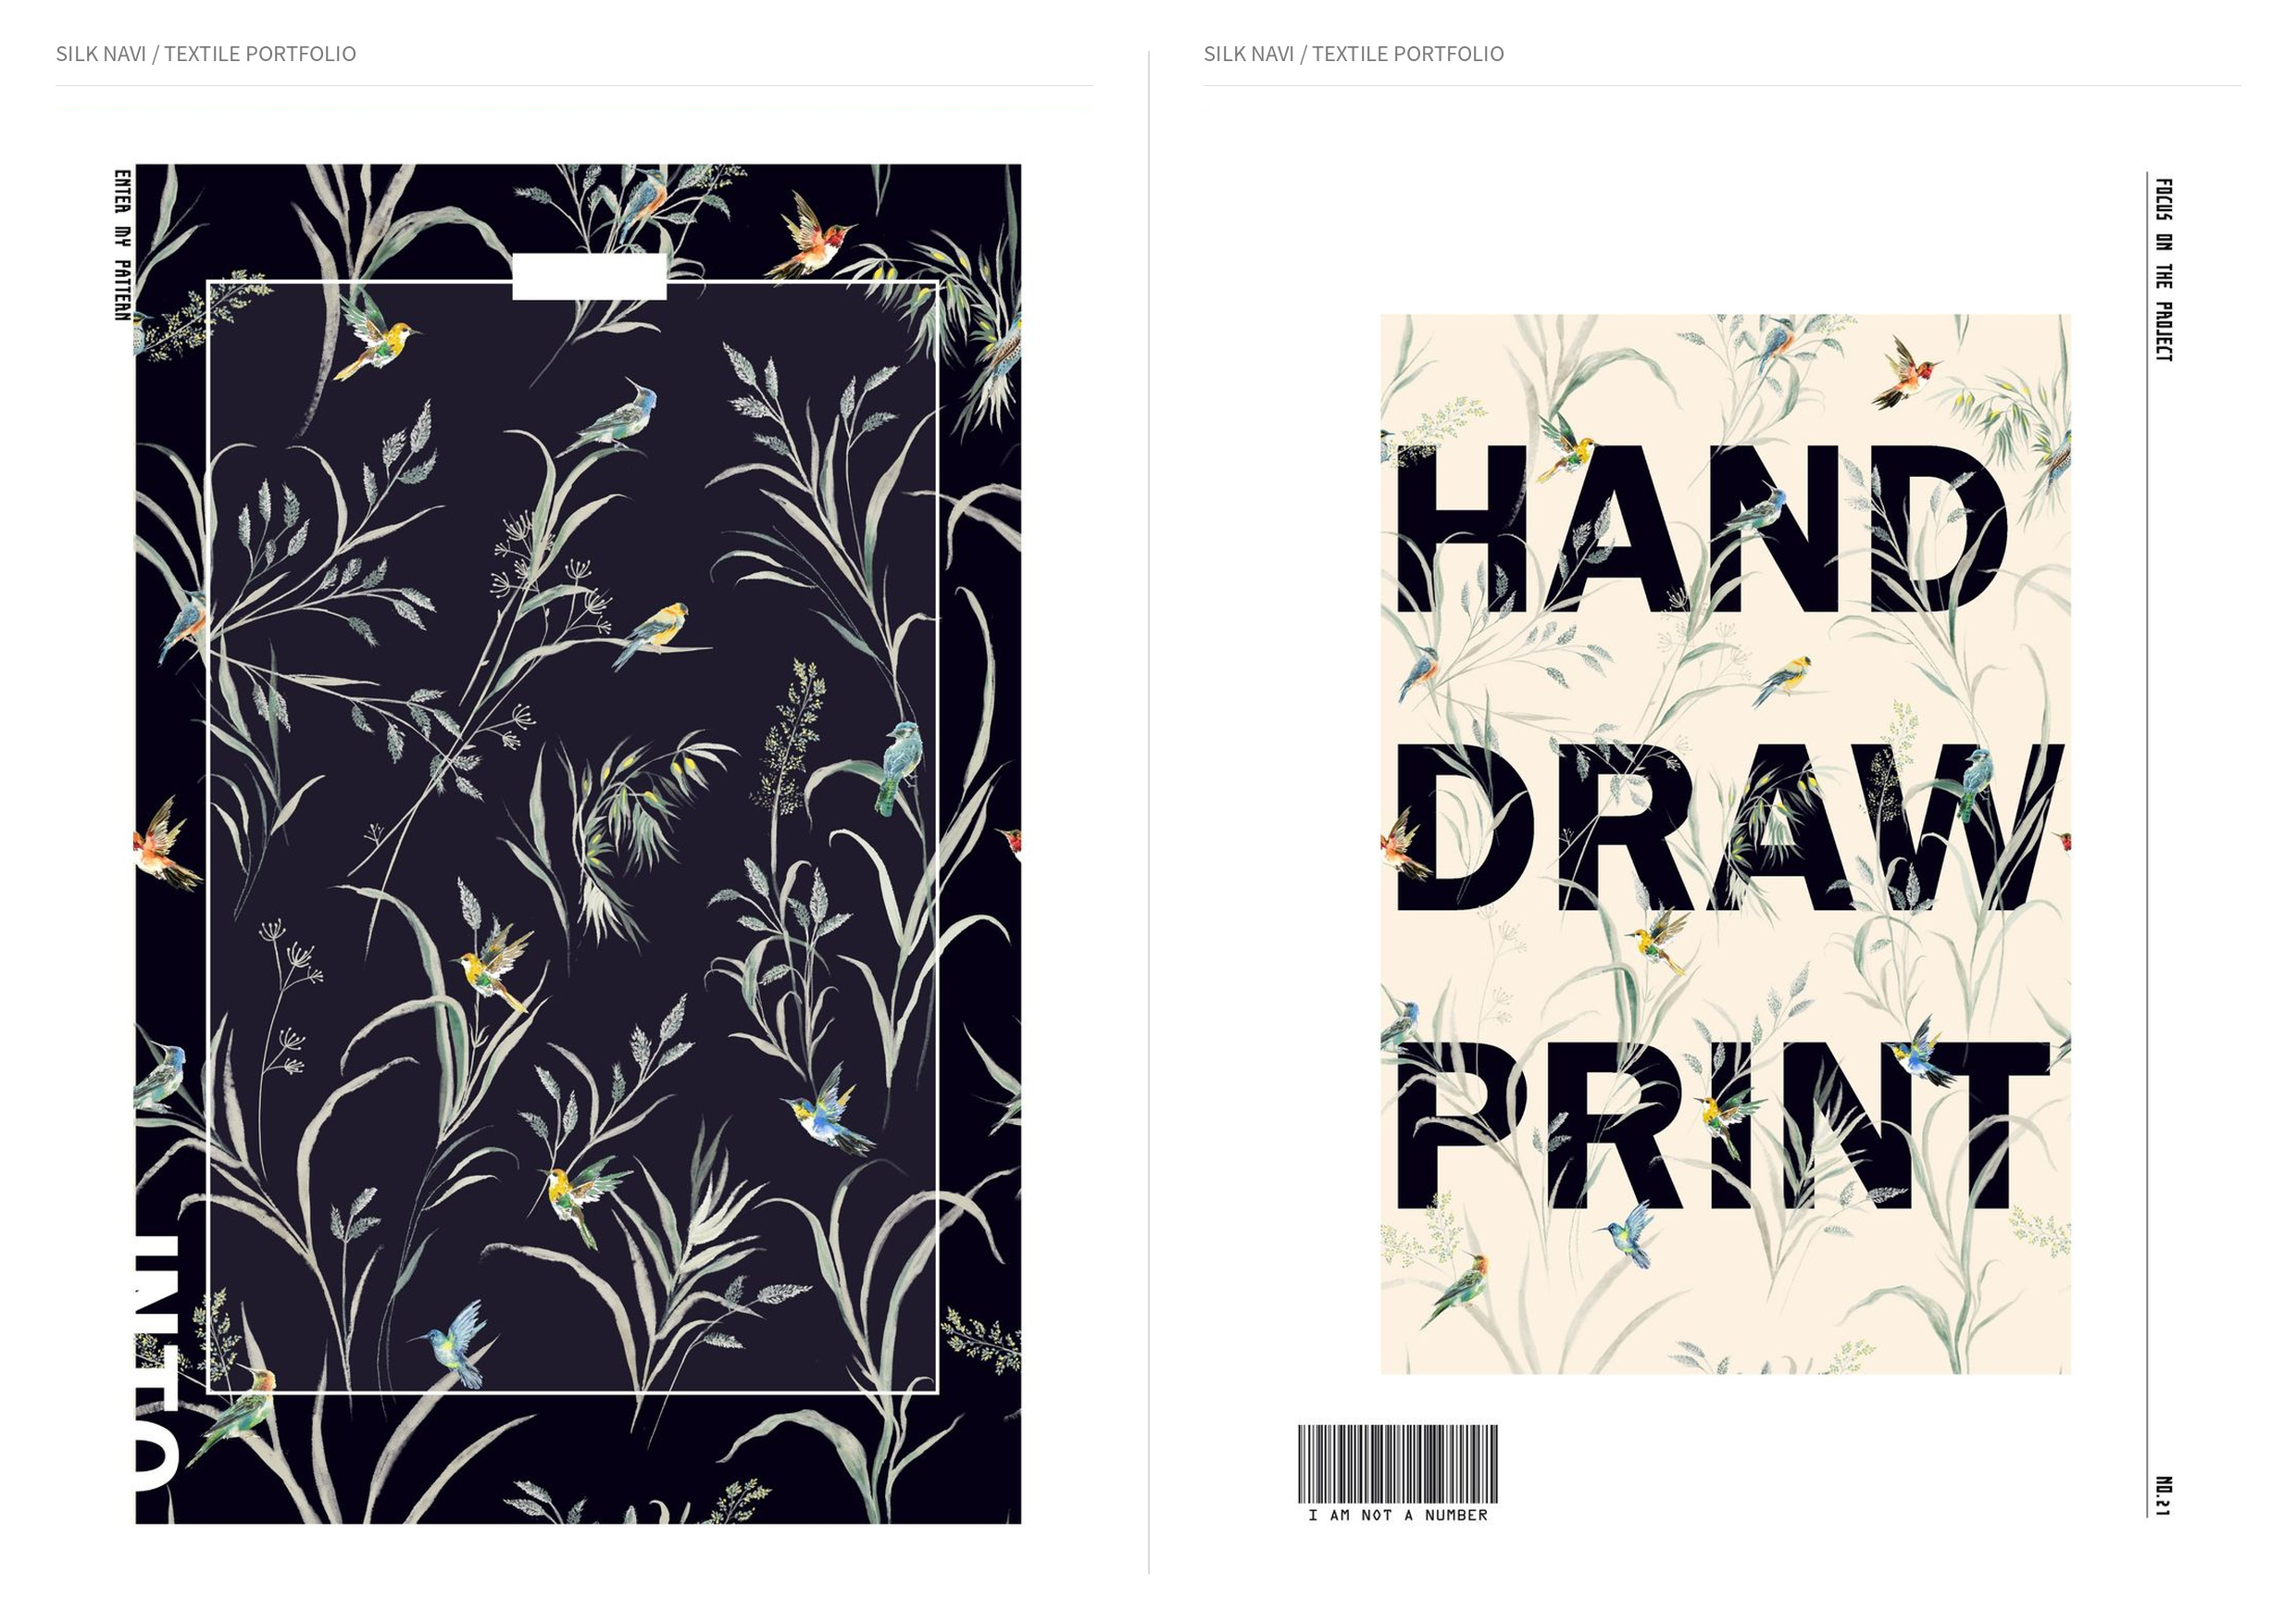 SILK NAVI / TEXTILE PORTFOLIO
ENTER MY PATTERN
INTO
SILK NAVI / TEXTILE PORTFOLIO
FOCUS ON THE PROJECT
HAND
DRAW
PRINT
I AM NOT A NUMBER
NO.21